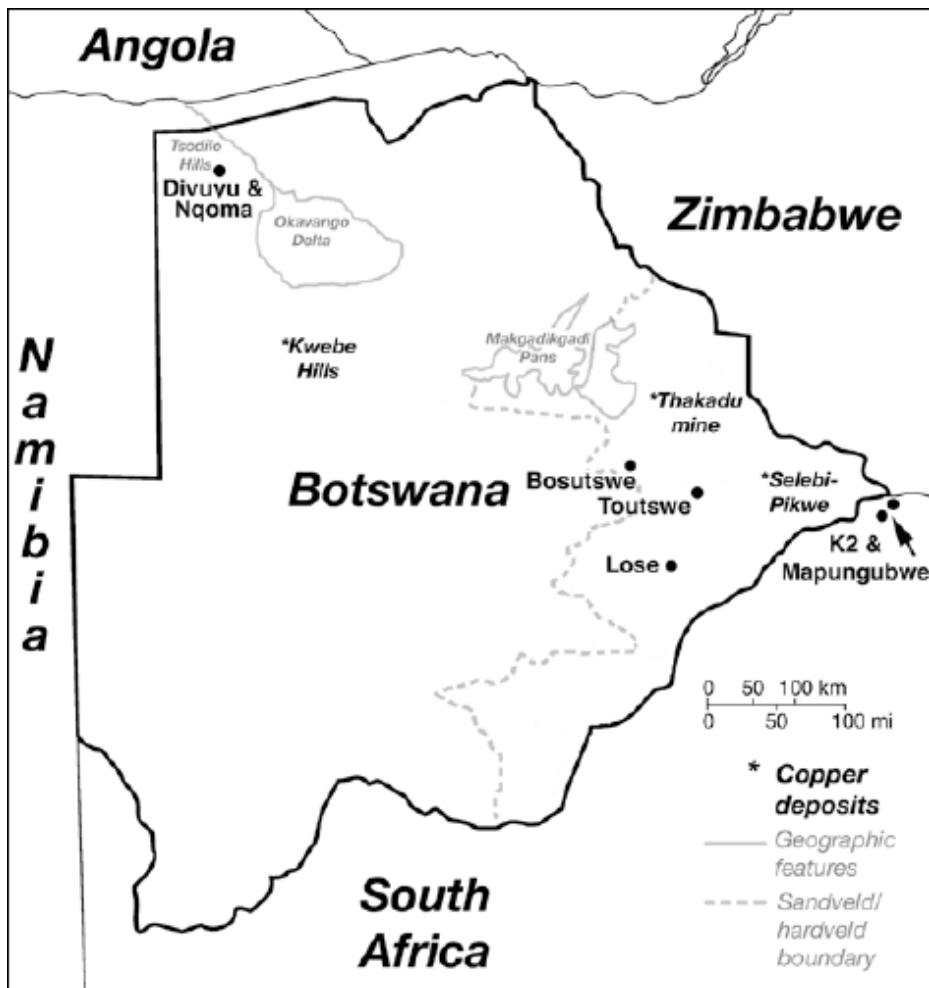 Angola
Tsodilo
Hills
Divuyu &
Nqoma
Okavango
Delta
Zimbabwe
Namibia
*Kwebe
Hills
Makgadikgadi
Pans
*Thakadu
mine
Botswana
Bosutswe
Toutswe
*Selebi-
Pikwe
K2 &
Mapungubwe
Lose
0 50 100 km
0 50 100 mi
* Copper
deposits
Geographic
features
Sandveld/
hardveld
boundary
South
Africa